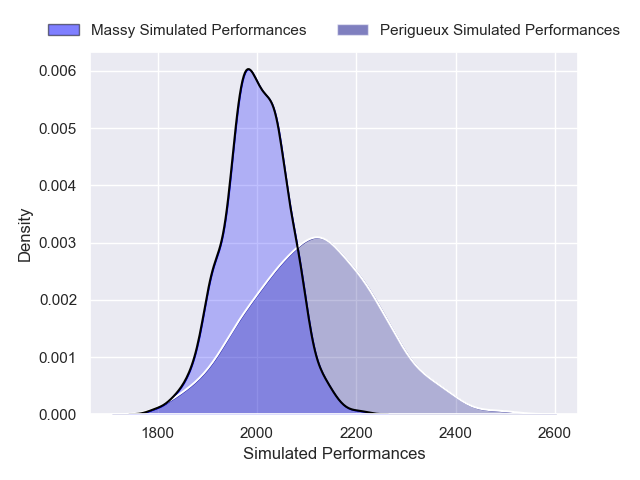 Massy Simulated Performances
Perigueux Simulated Performances
0.006
0.005
0.004
0.003
0.002
0.001
0.000
Density
1800 2000 2200 2400 2600
Simulated Performances